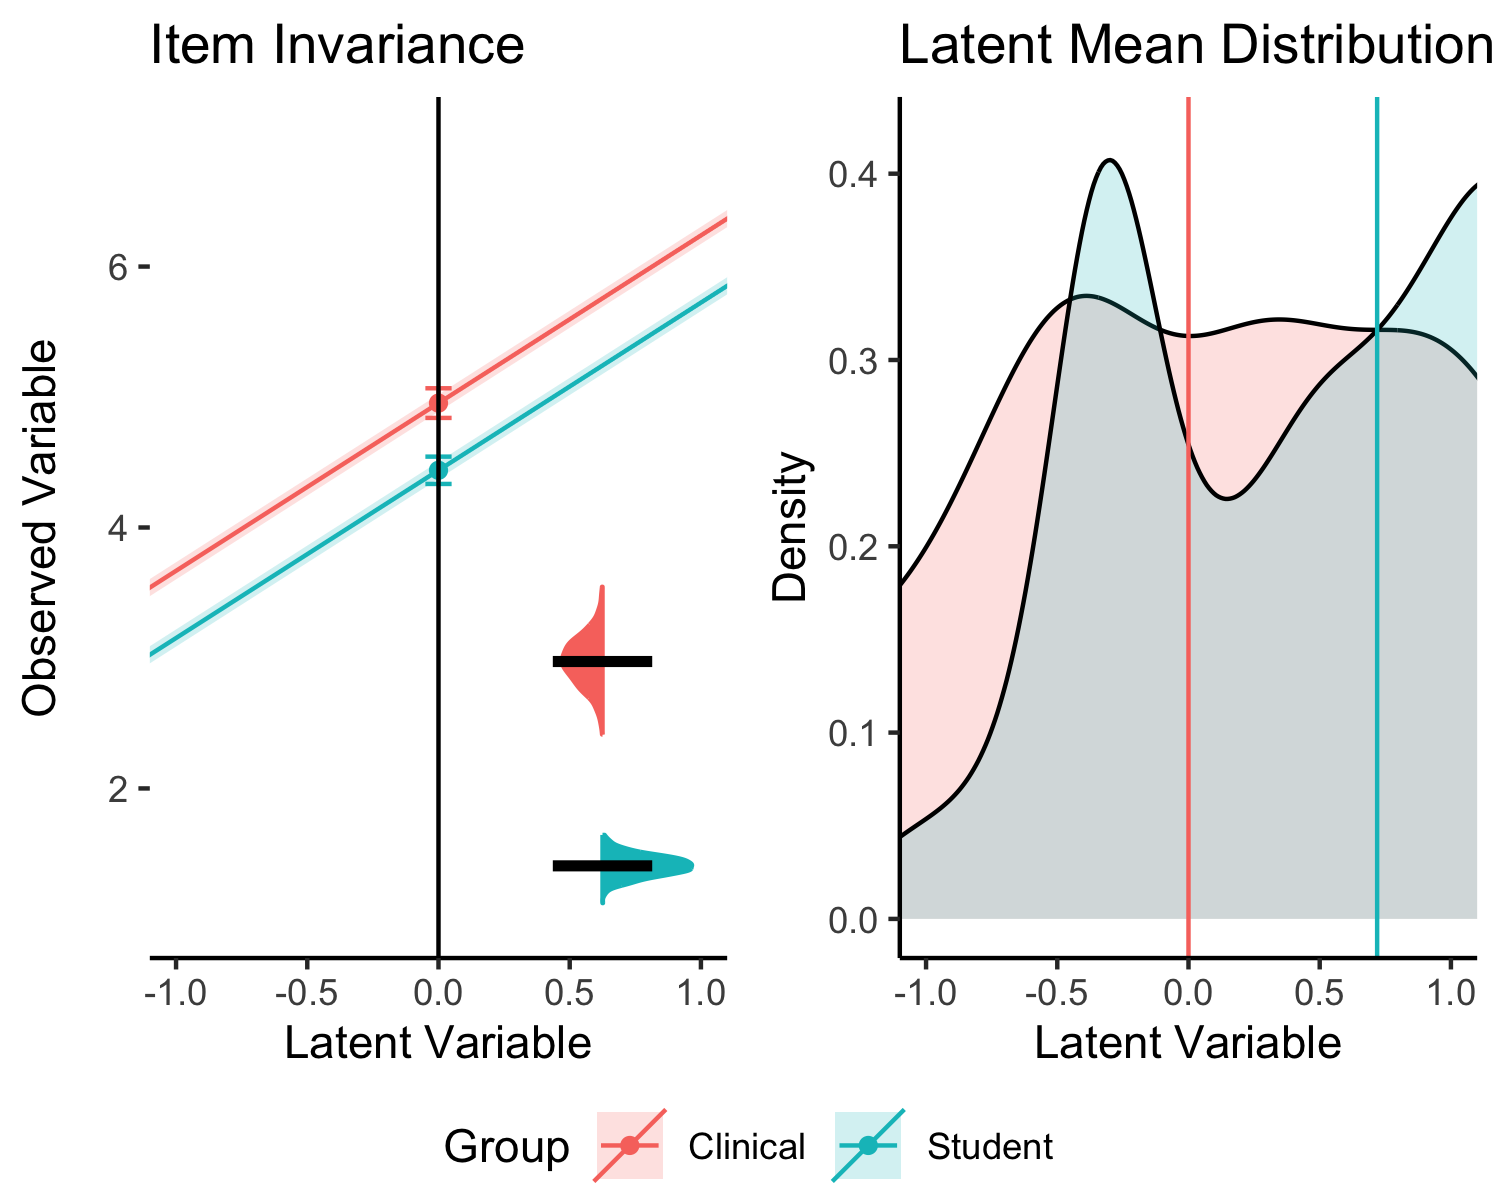 Item Invariance
Latent Mean Distribution
Observed Variable
6
4
2
-1.0 -0.5 0.0 0.5 1.0
Latent Variable
Density
0.4
0.3
0.2
0.1
0.0
-1.0 -0.5 0.0 0.5 1.0
Latent Variable
Group Clinical Student